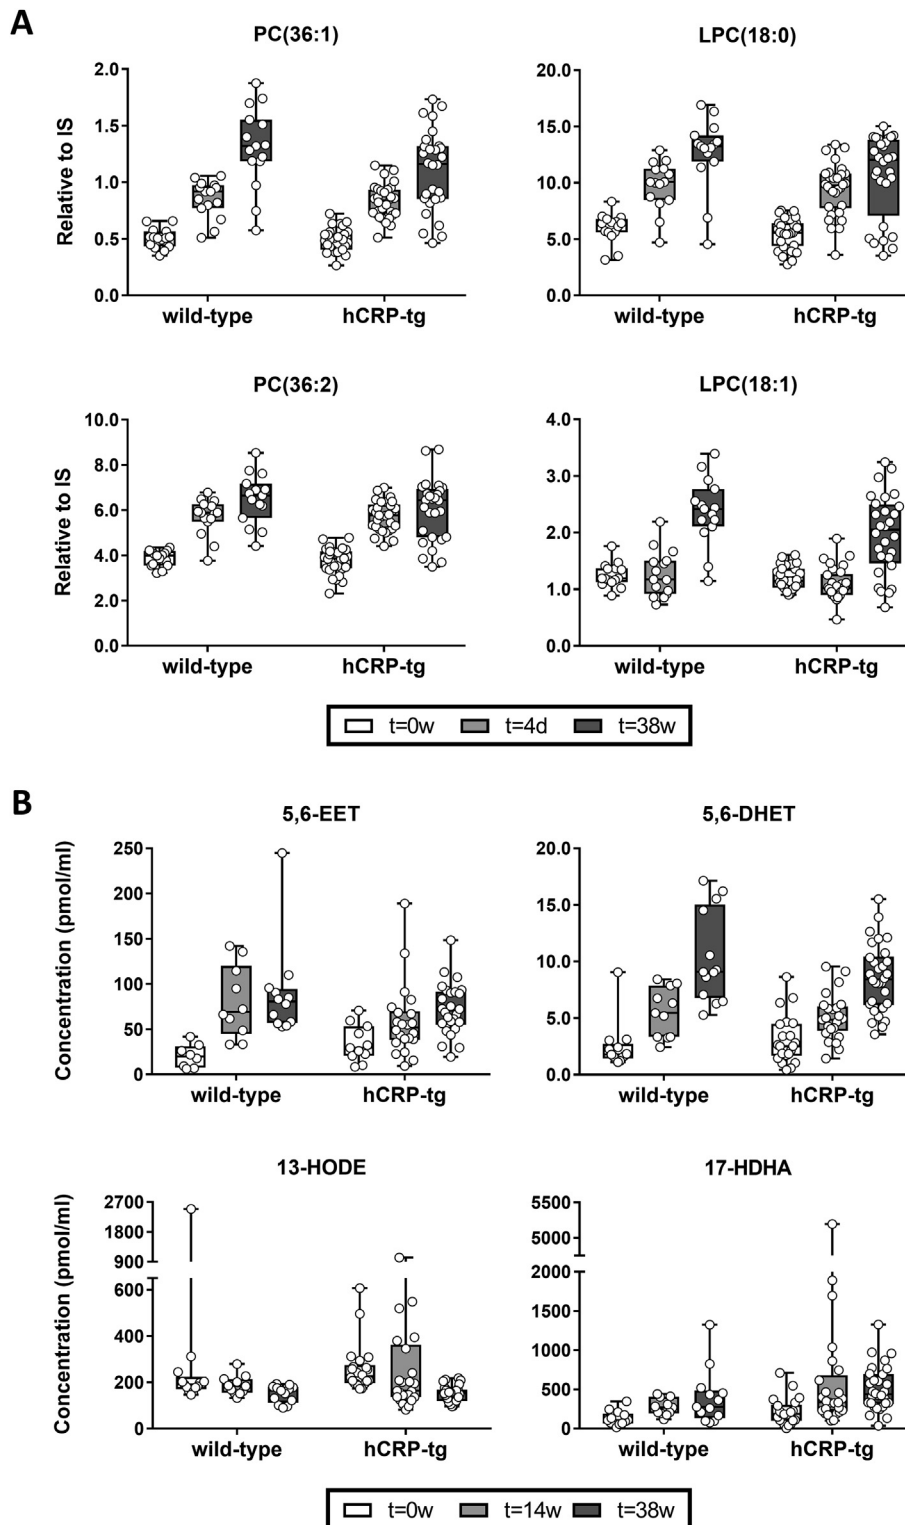 A
PC(36:1)
LPC(18:0)
Relative to IS
2.0
1.5
1.0
0.5
0.0
wild-type
hCRP-tg
20.0
15.0
10.0
5.0
0.0
wild-type
hCRP-tg
PC(36:2)
LPC(18:1)
Relative to IS
10.0
8.0
6.0
4.0
2.0
0.0
wild-type
hCRP-tg
4.0
3.0
2.0
1.0
0.0
wild-type
hCRP-tg
t=0w t=4d t=38w
B
5,6-EET
5,6-DHET
Concentration (pmol/ml)
250
200
150
100
50
0
wild-type
hCRP-tg
20.0
15.0
10.0
5.0
0.0
wild-type
hCRP-tg
13-HODE
17-HDHA
Concentration (pmol/ml)
2700
1800
900
600
400
200
0
wild-type
hCRP-tg
5500
5000
2000
1500
1000
500
0
wild-type
hCRP-tg
t=0w t=14w t=38w